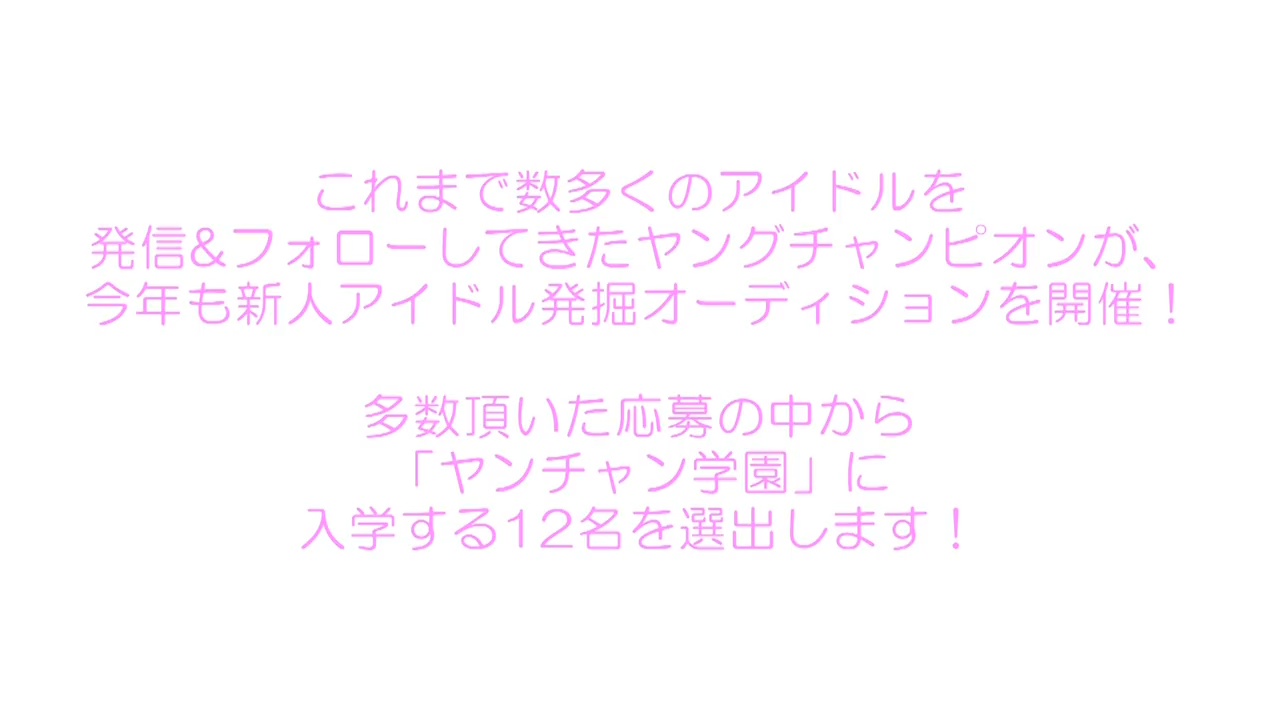 これまで数多くのアイドルを
発信&フォローしてきたヤングチャンピオンが、
今年も新人アイドル発掘オーディションを開催！
多数頂いた応募の中から
「ヤンチャン学園」に
入学する12名を選出します！